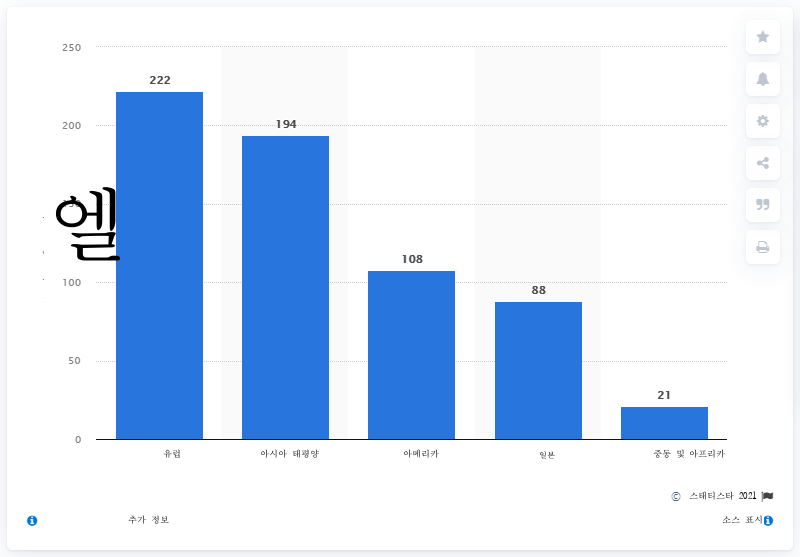 250
222
200
194
엘
108
100
88
50
21
0
유럽
아시아 태평양
아메리카
일본
중동 및 아프리카
© 스태티스타 2021
추가 정보
소스 표시